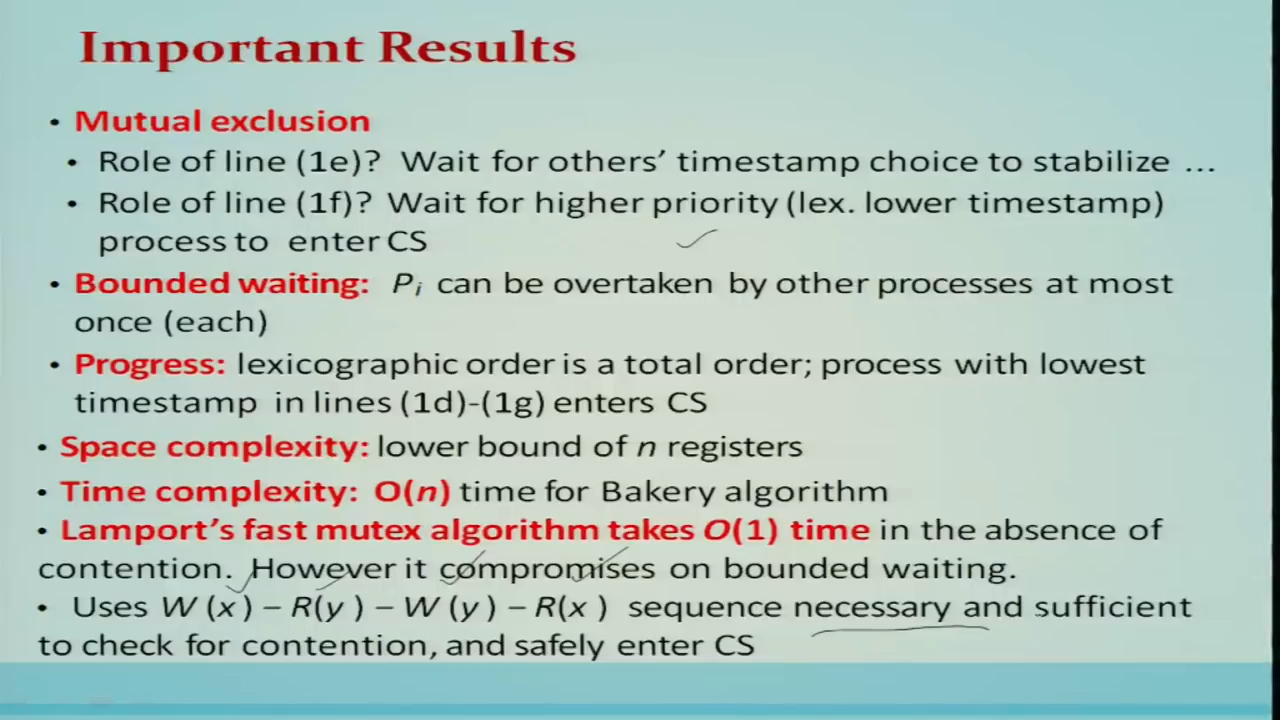 Important Results
• Mutual exclusion
• Role of line (1e)? Wait for others' timestamp choice to stabilize ...
• Role of line (1f)? Wait for higher priority (lex. lower timestamp)
process to enter CS
• Bounded waiting: Pi can be overtaken by other processes at most
once (each)
• Progress: lexicographic order is a total order; process with lowest
timestamp in lines (1d)-(1g) enters CS
• Space complexity: lower bound of n registers
• Time complexity: O(n) time for Bakery algorithm
• Lamport's fast mutex algorithm takes O(1) time in the absence of
contention. However it compromises on bounded waiting.
• Uses W (x) – R(y ) – W (y) – R(x ) sequence necessary and sufficient
to check for contention, and safely enter CS